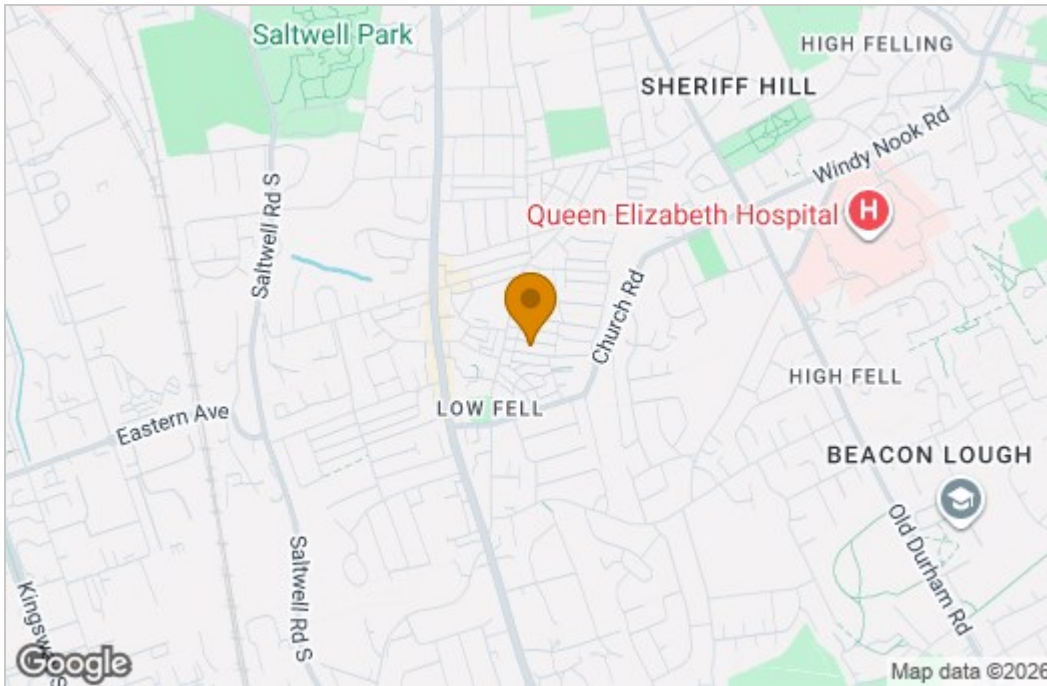 Saltwell Park
HIGH FELLING
SHERIFF HILL
Windy Nook Rd
Queen Elizabeth Hospital
H
Saltwell Rd S
Church Rd
HIGH FELL
LOW FELL
Eastern Ave
BEACON LOUGH
Old Durham Rd
Saltwell Rd S
Google
Map data ©2026